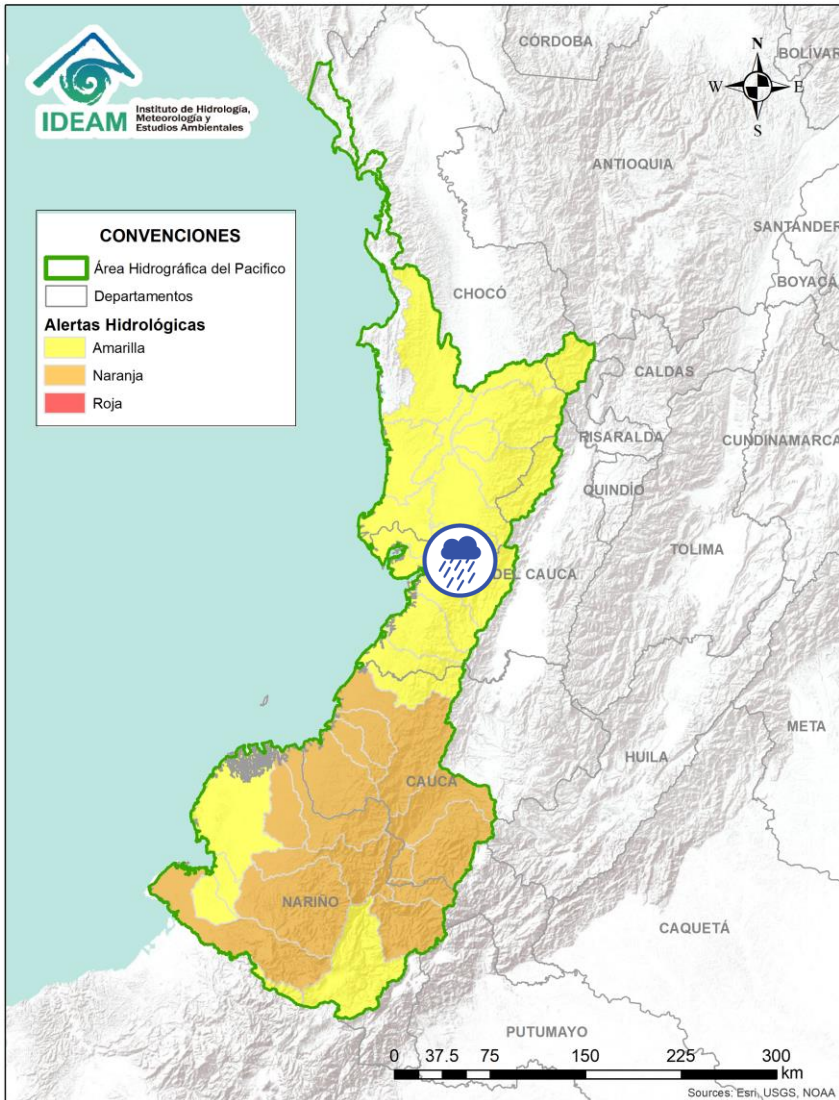 IDEAM
Instituto de Hidrología,
Meteorología y
Estudios Ambientales
N
W
E
S
CONVENCIONES
Área Hidrográfica del Pacifico
Departamentos
Alertas Hidrológicas
Amarilla
Naranja
Roja
CÓRDOBA
BOLÍVAR
ANTIOQUIA
SANTANDER
BOYACÁ
CHOCÓ
CALDAS
RISARALDA
CUNDINAMARCA
QUINDÍO
TOLIMA
DEL CAUCA
META
HUILA
CAUCA
NARIÑO
CAQUETÁ
PUTUMAYO
0 37.5 75 150 225 300
km
Sources: Esri, USGS, NOAA